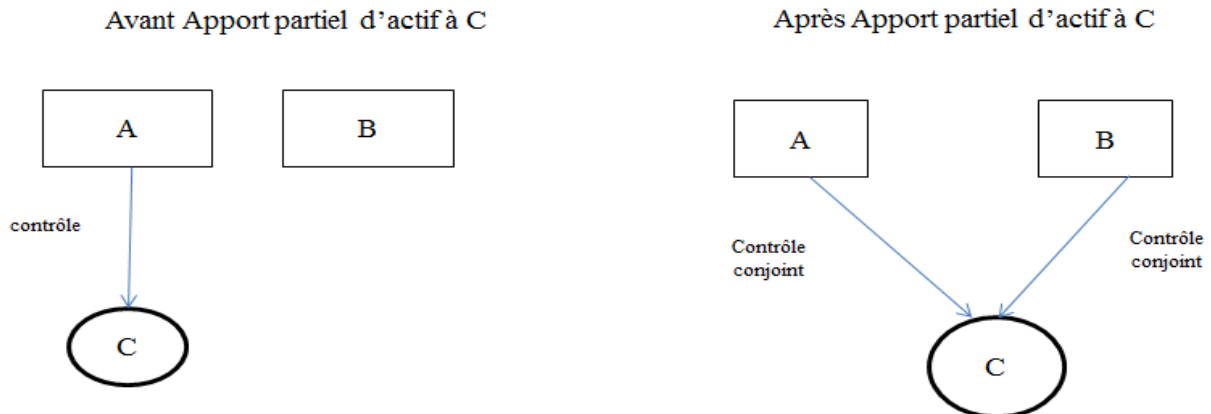 Avant Apport partiel d’actif à C
A
B
contrôle
C
Après Apport partiel d’actif à C
A
B
Contrôle
conjoint
Contrôle
conjoint
C